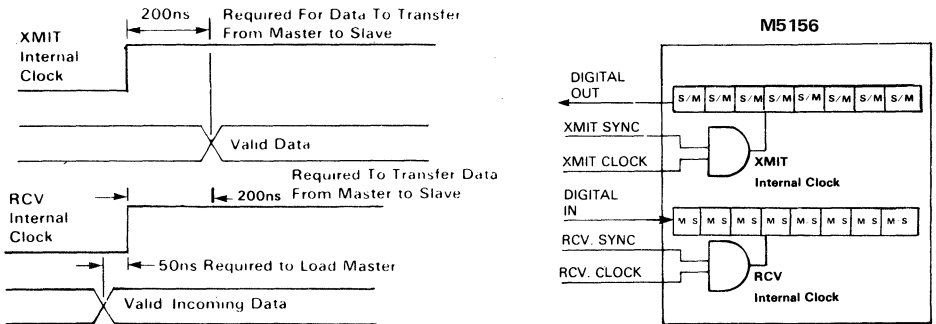 200ns
Required For Data To Transfer
From Master to Slave
XMIT
Internal
Clock
Valid Data
Required To Transfer Data
From Master to Slave
200ns
RCV
Internal
Clock
50ns Required to Load Master
Valid Incoming Data
M5156
DIGITAL
OUT
S/M S/M S/M S/M S/M S/M S/M S/M
XMIT SYNC
XMIT CLOCK
XMIT
Internal Clock
DIGITAL
IN
M S M S M S M S M S M S M S M S
RCV. SYNC
RCV. CLOCK
RCV
Internal Clock